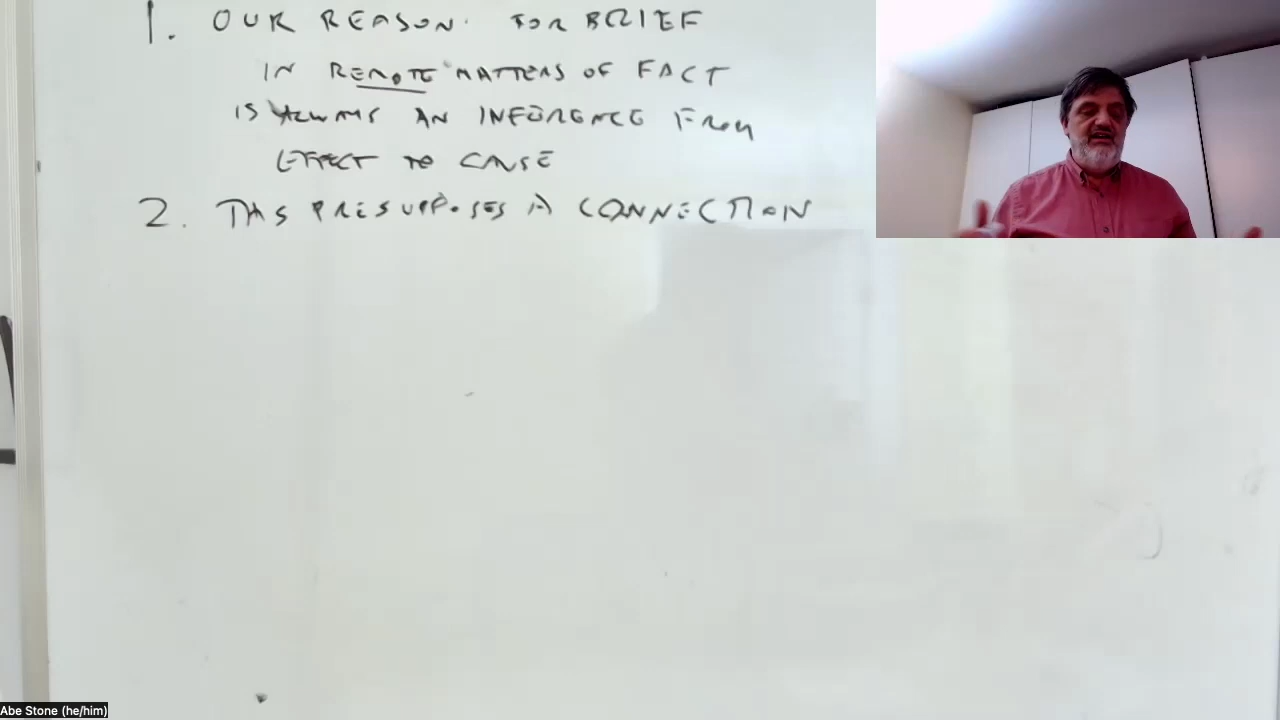 1. OUR REASON FOR BELIEF
IN REMOTE MATTERS OF FACT
IS ALWAYS AN INFERENCE FROM
EFFECT TO CAUSE
2. THIS PRESUPPOSES A CONNECTION
Abe Stone (he/him)